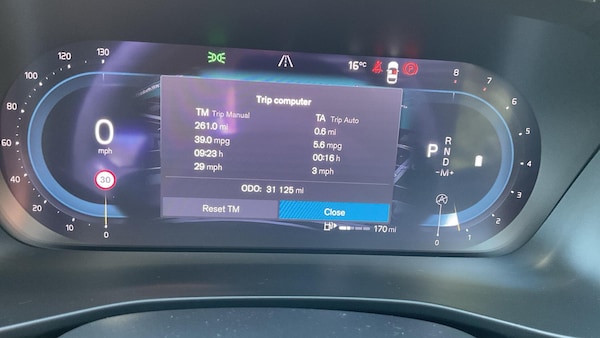 130
120
100
80
60
40
20
10
0
0
mph
30
16°C
P
Trip computer
TM Trip Manual
261.0 mi
39.0 mpg
09:23 h
29 mph
TA Trip Auto
0.6 mi
5.6 mpg
00:16 h
3 mph
ODO: 31 125 mi
Reset TM
Close
170 mi
P
R
N
D
-M+
A
8
7
6
5
4
3
2
1
0